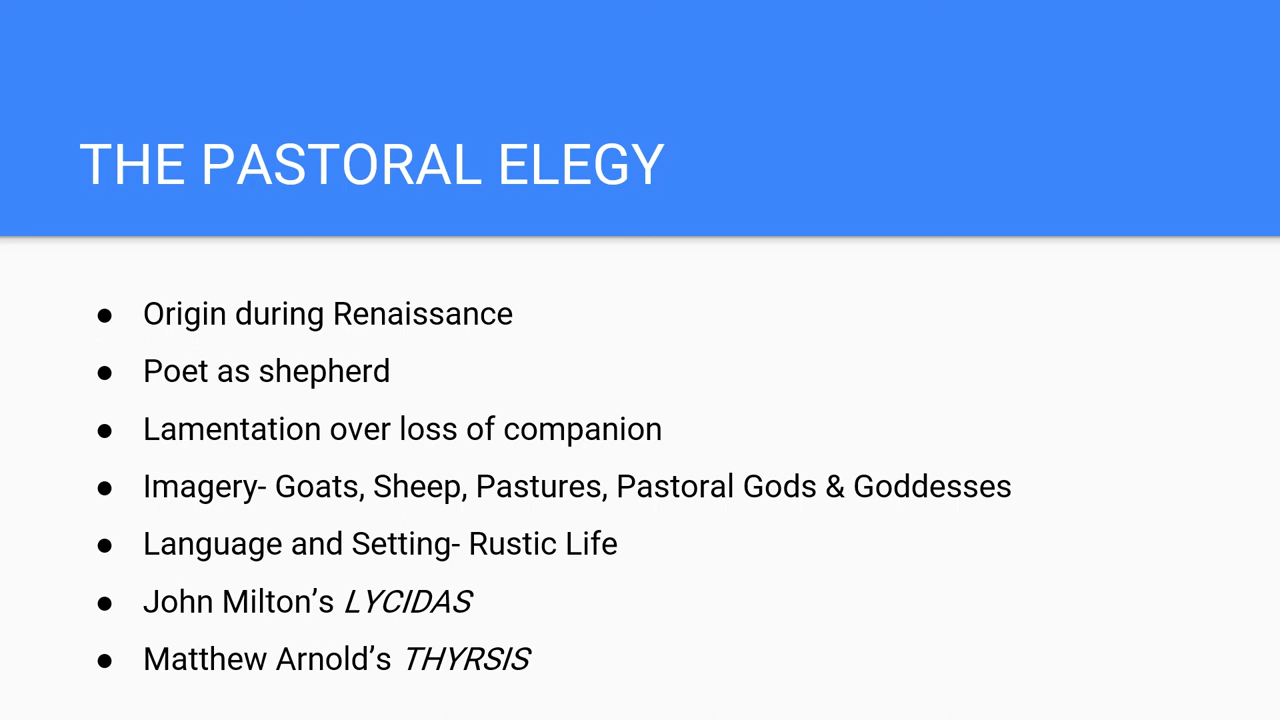 THE PASTORAL ELEGY
● Origin during Renaissance
● Poet as shepherd
● Lamentation over loss of companion
● Imagery- Goats, Sheep, Pastures, Pastoral Gods & Goddesses
● Language and Setting- Rustic Life
● John Milton’s LYCIDAS
● Matthew Arnold’s THYRSIS